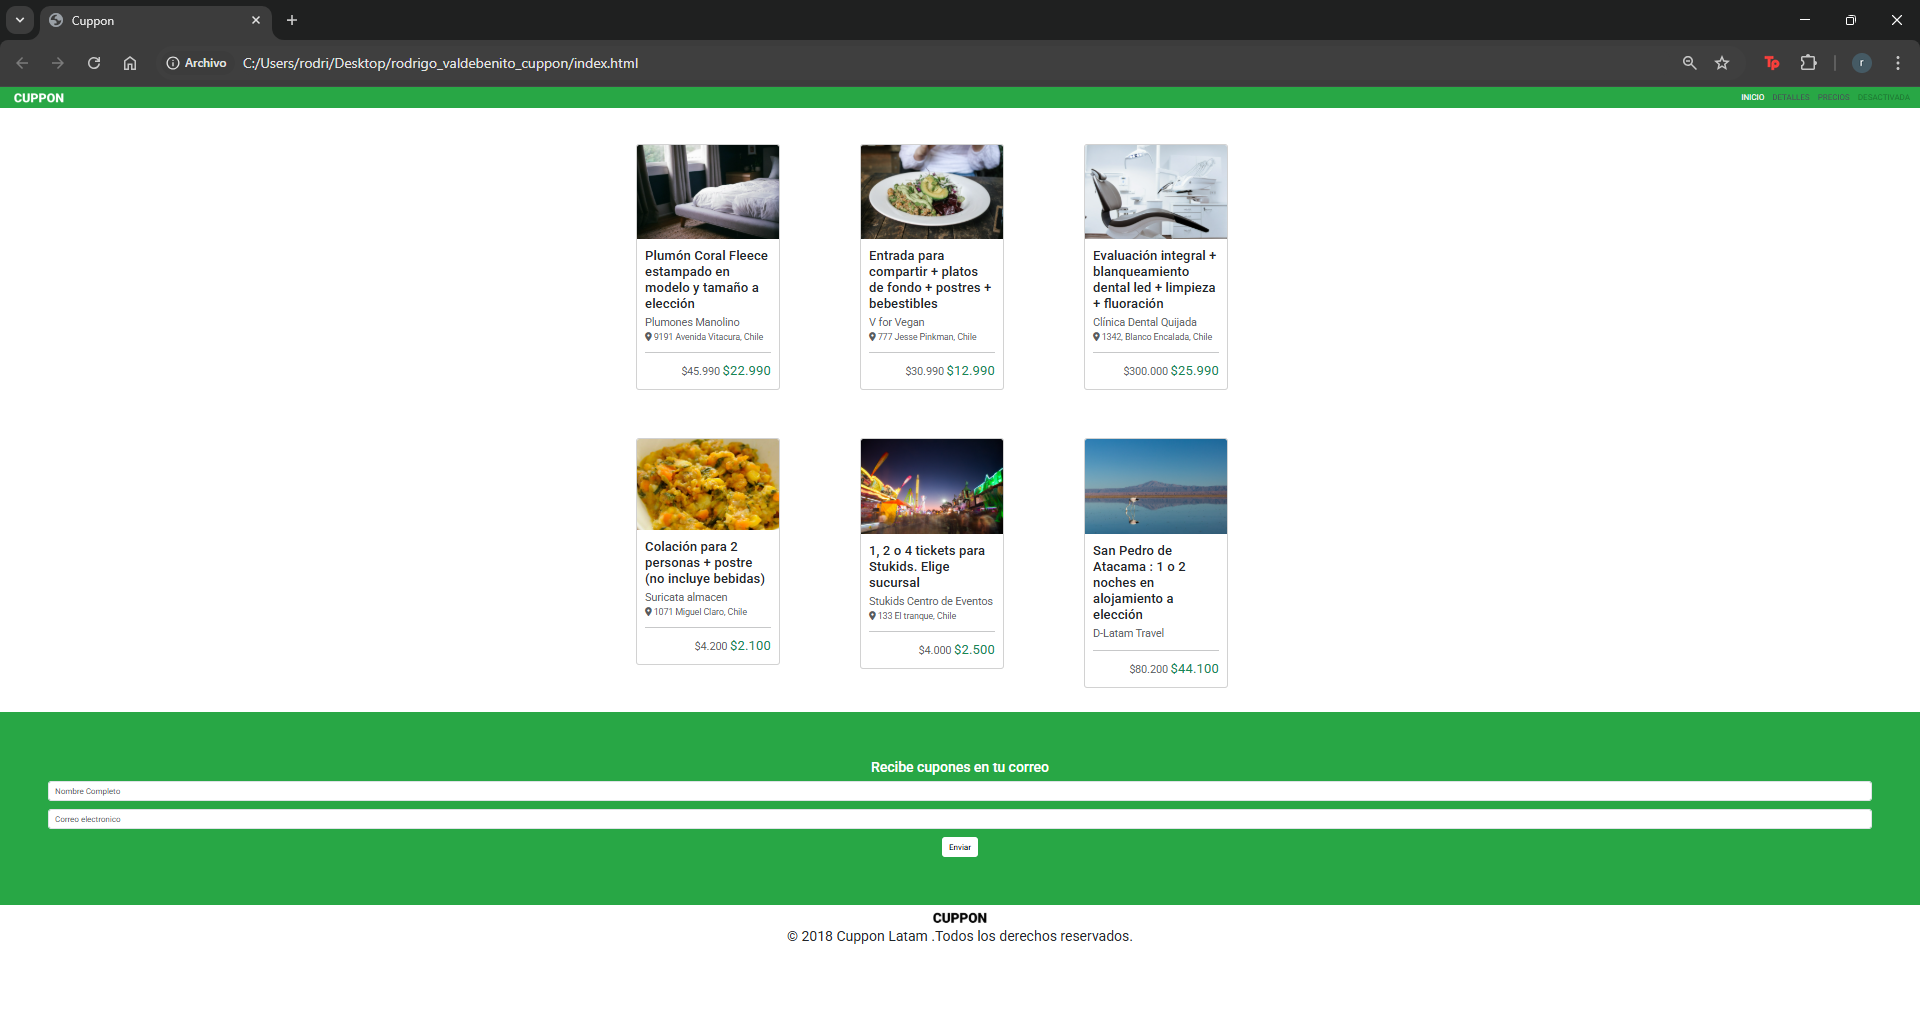 Cuppon
Archivo
C:/Users/rodri/Desktop/rodrigo_valdebenito_cuppon/index.html
Tp
r
CUPPON
INICIO DETALLES PRECIOS DESACTIVADA
Plumón Coral Fleece
estampado en
modelo y tamaño a
elección
Plumones Manolino
9191 Avenida Vitacura, Chile
$45.990 $22.990
Entrada para
compartir + platos
de fondo + postres +
bebestibles
V for Vegan
777 Jesse Pinkman, Chile
$30.990 $12.990
Evaluación integral +
blanqueamiento
dental led + limpieza
+ fluoración
Clínica Dental Quijada
1342, Blanco Encalada, Chile
$300.000 $25.990
Colación para 2
personas + postre
(no incluye bebidas)
Suricata almacen
1071 Miguel Claro, Chile
$4.200 $2.100
1, 2 o 4 tickets para
Stukids. Elige
sucursal
Stukids Centro de Eventos
133 El tranque, Chile
$4.000 $2.500
San Pedro de
Atacama : 1 o 2
noches en
alojamiento a
elección
D-Latam Travel
$80.200 $44.100
Recibe cupones en tu correo
Nombre Completo
Correo electronico
Enviar
CUPPON
© 2018 Cuppon Latam .Todos los derechos reservados.